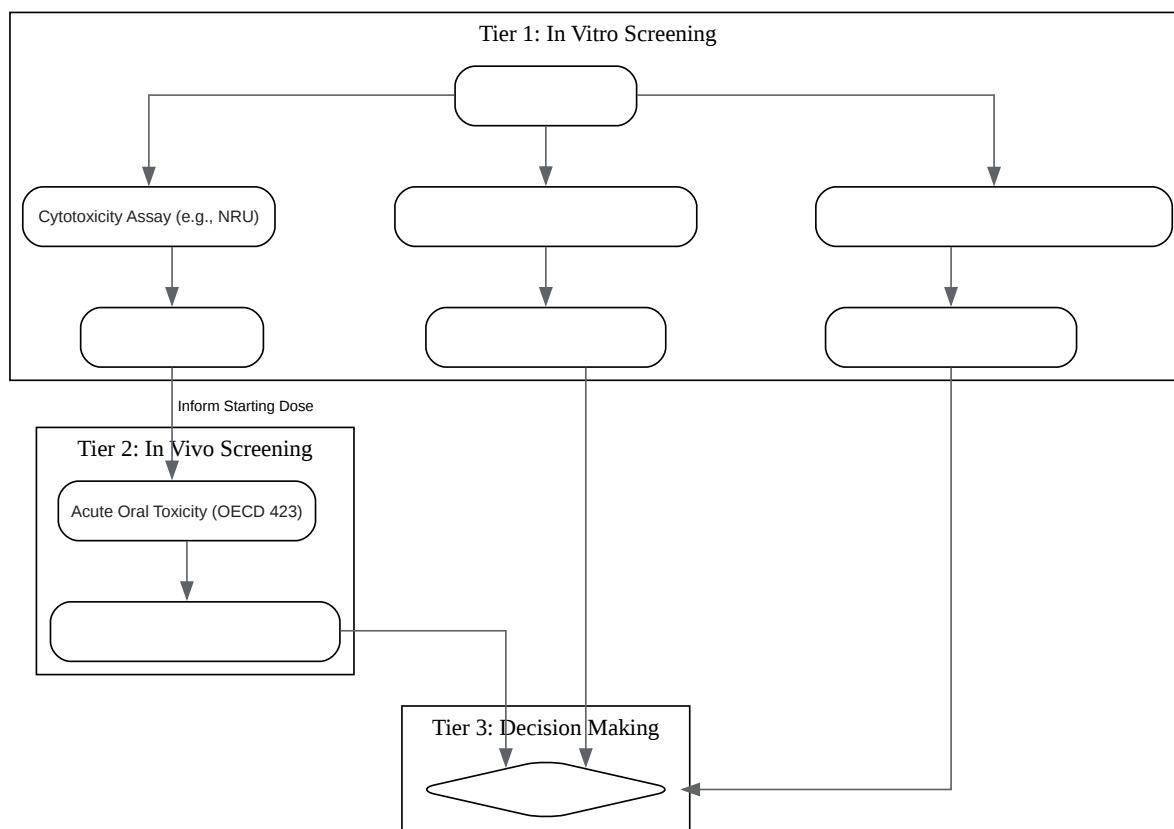 Tier 1: In Vitro Screening
Cytotoxicity Assay (e.g., NRU)
Inform Starting Dose
Tier 2: In Vivo Screening
Acute Oral Toxicity (OECD 423)
Tier 3: Decision Making